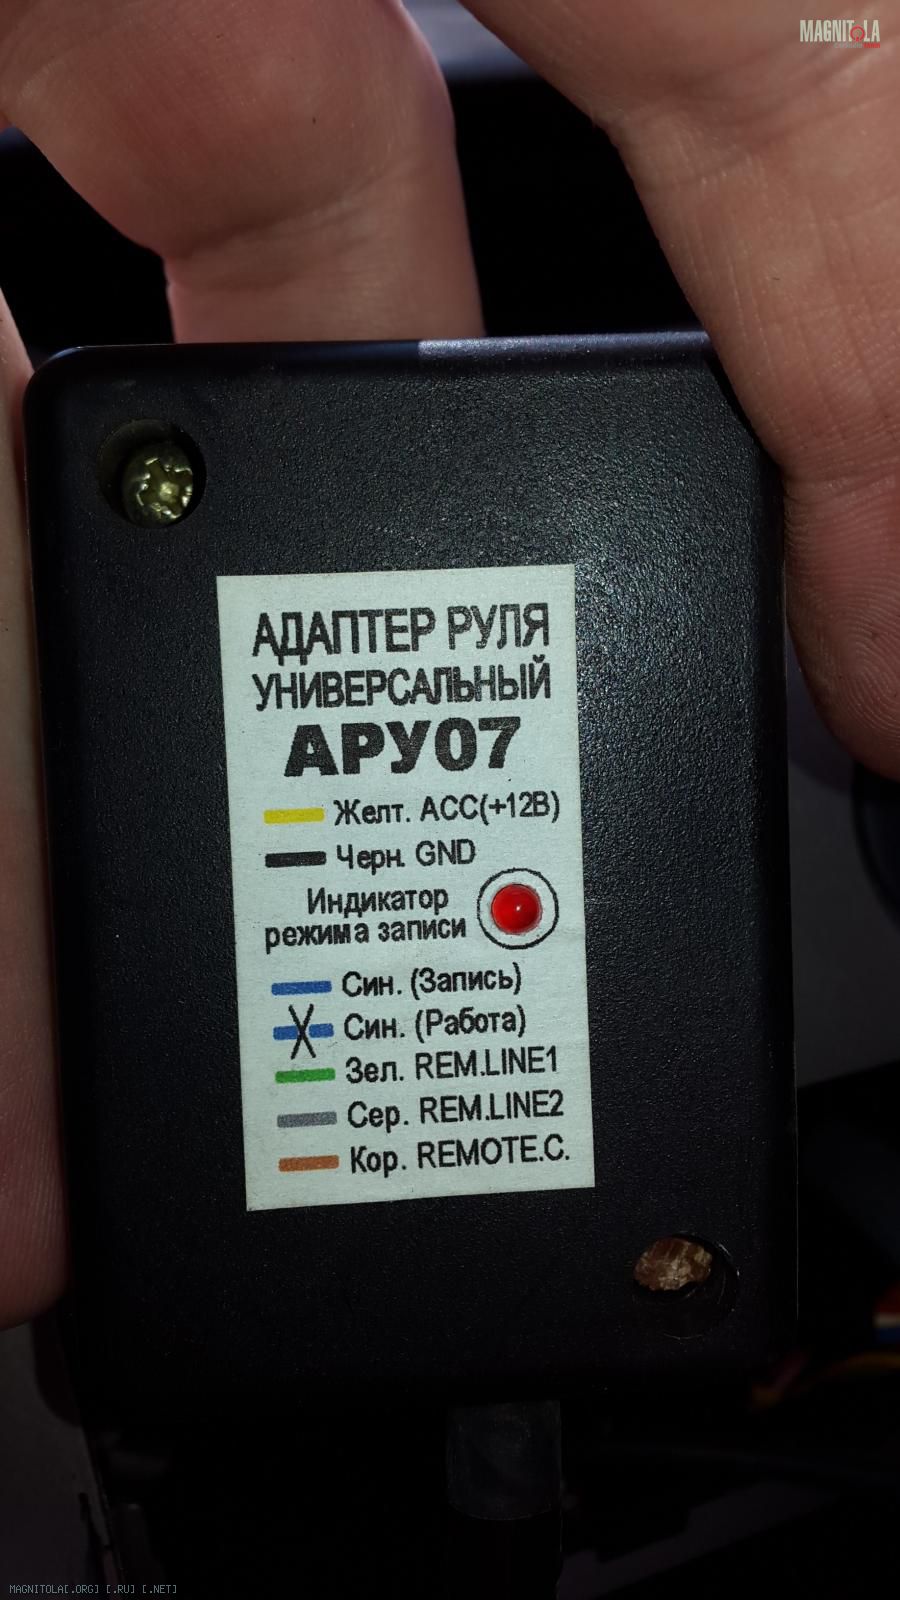 MAGNITOLA
АДАПТЕР РУЛЯ
УНИВЕРСАЛЬНЫЙ
АРУ07
Желт. ACC(+12В)
Черн. GND
Индикатор
режима записи
Син. (Запись)
Син. (Работа)
Зел. REM.LINE1
Сер. REM.LINE2
Кор. REMOTE.C.
MAGNITOLA[.ORG] [.RU] [.NET]